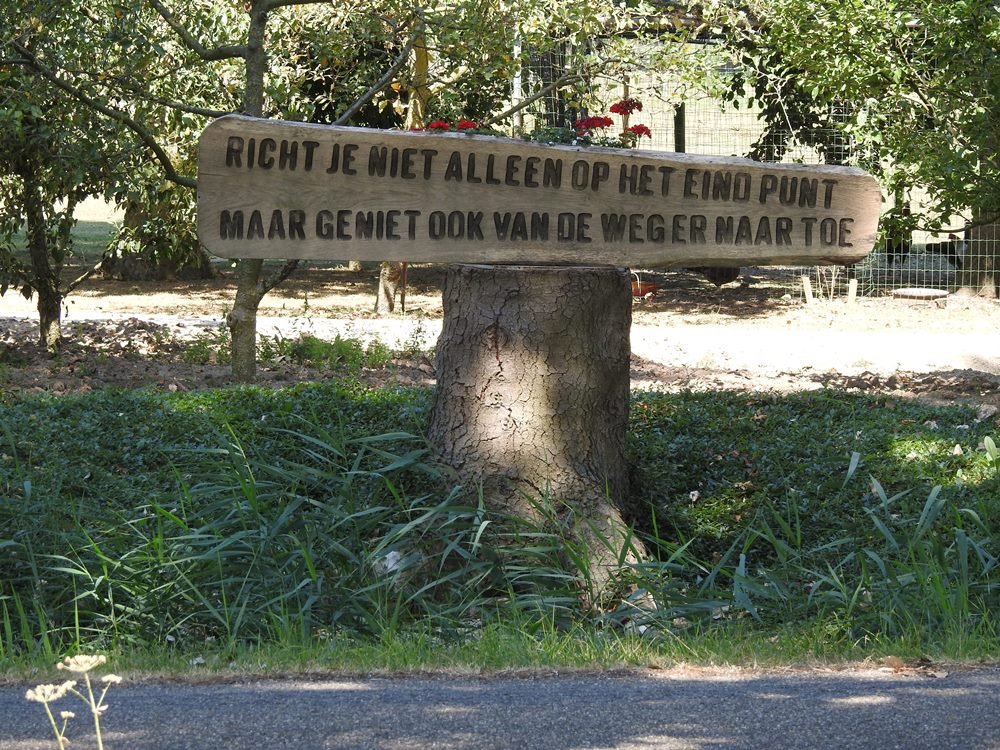 RICHT JE NIET ALLEEN OP HET EIND PUNT
MAAR GENIET OOK VAN DE WEG ER NAAR TOE